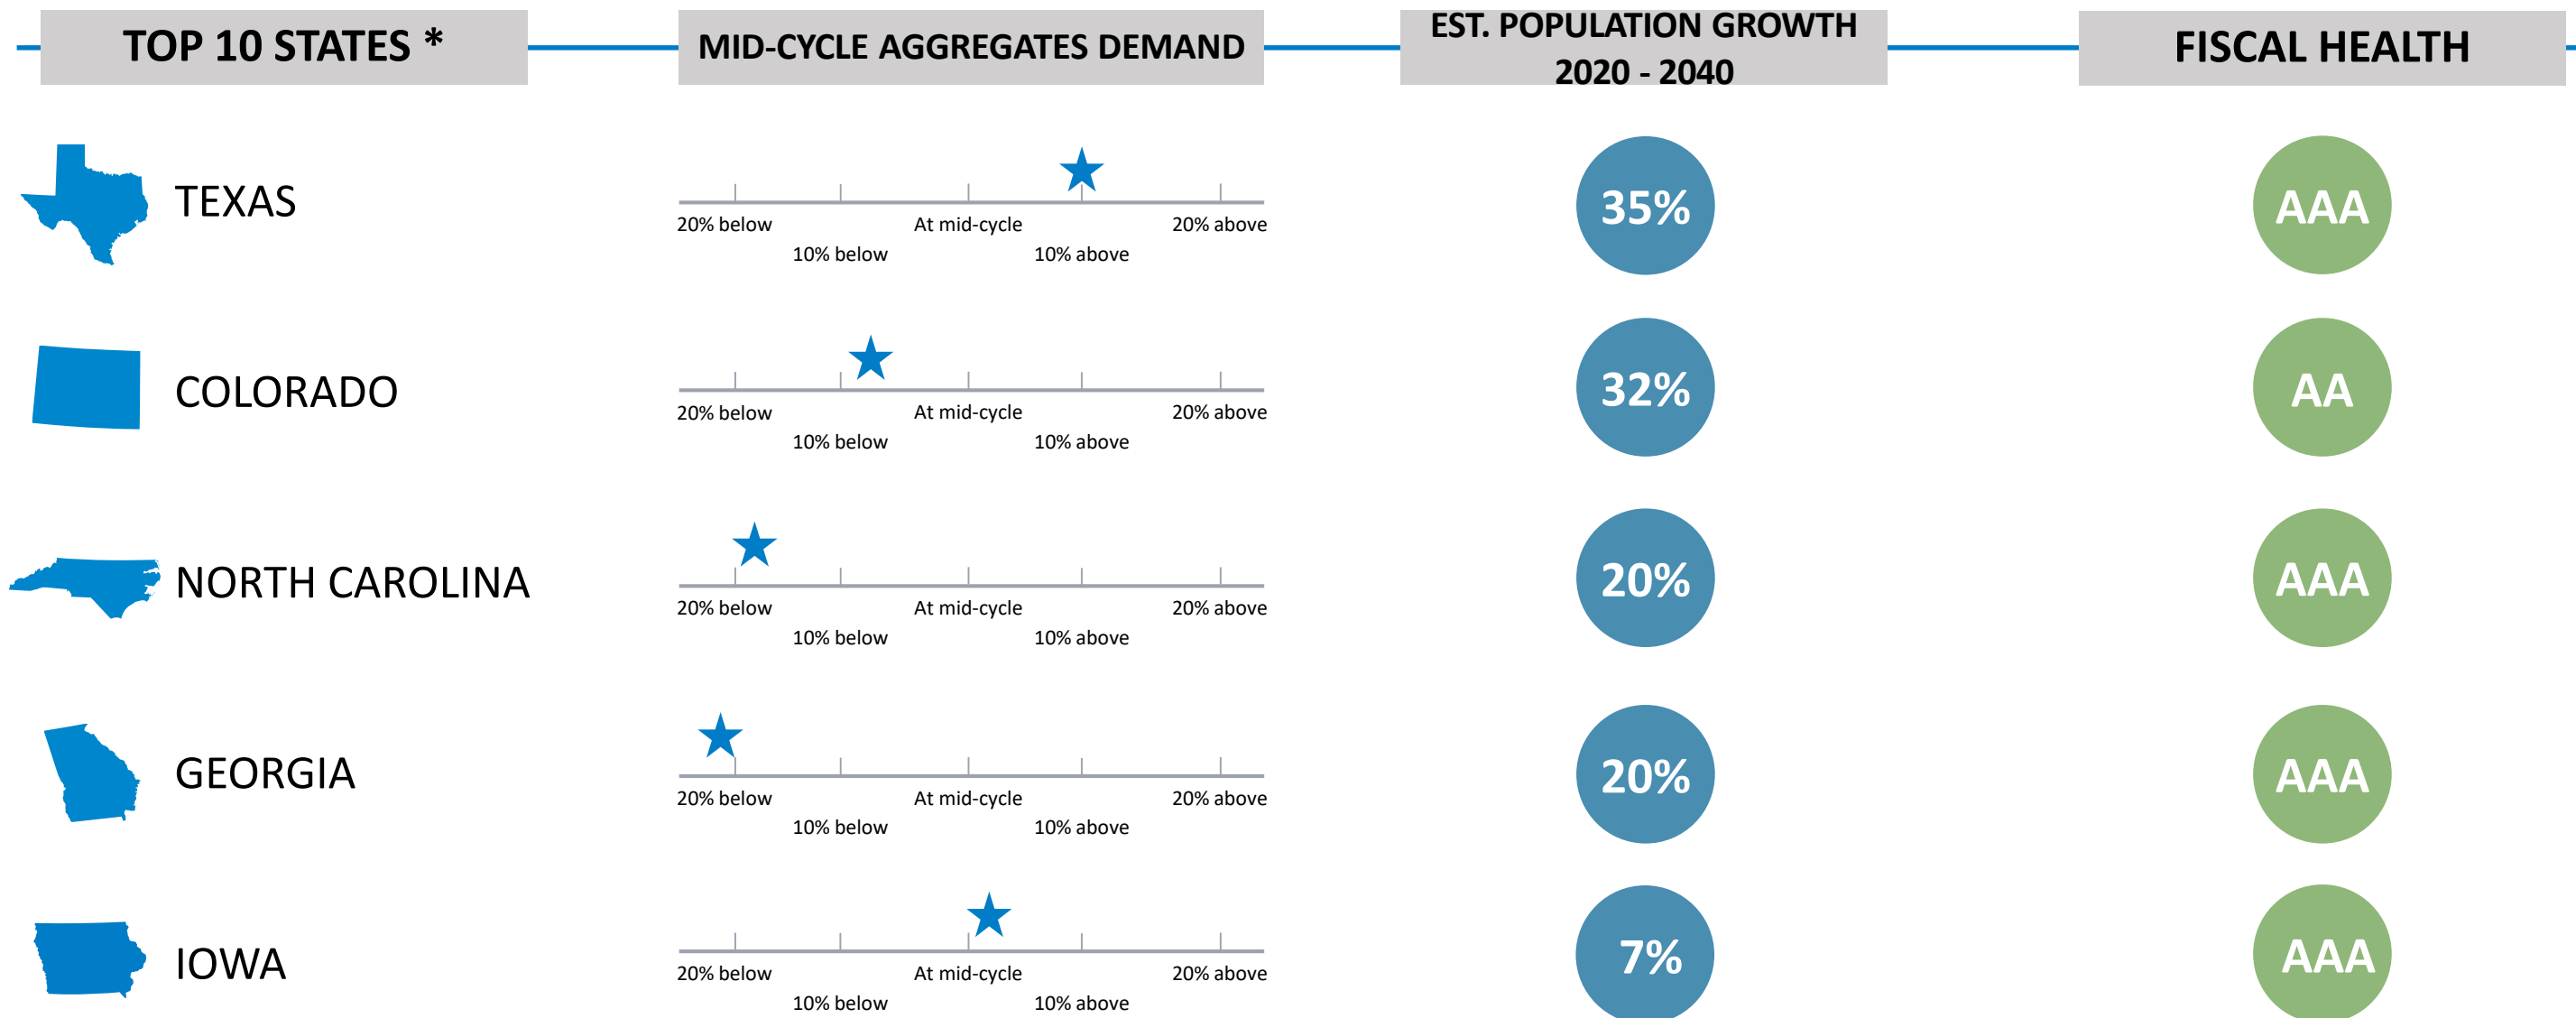 TOP 10 STATES *
MID-CYCLE AGGREGATES DEMAND
EST. POPULATION GROWTH
2020 - 2040
FISCAL HEALTH
TEXAS
20% below
10% below
At mid-cycle
10% above
20% above
35%
AAA
COLORADO
20% below
10% below
At mid-cycle
10% above
20% above
32%
AA
NORTH CAROLINA
20% below
10% below
At mid-cycle
10% above
20% above
20%
AAA
GEORGIA
20% below
10% below
At mid-cycle
10% above
20% above
20%
AAA
IOWA
20% below
10% below
At mid-cycle
10% above
20% above
7%
AAA